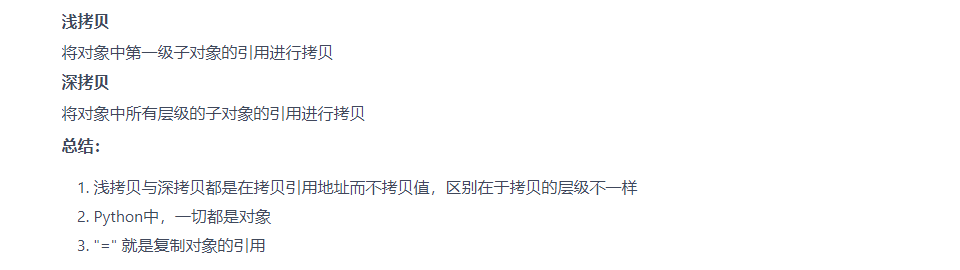 浅拷贝
将对象中第一级子对象的引用进行拷贝
深拷贝
将对象中所有层级的子对象的引用进行拷贝
总结：
1. 浅拷贝与深拷贝都是在拷贝引用地址而不拷贝值，区别在于拷贝的层级不一样
2. Python中，一切都是对象
3. "=" 就是复制对象的引用